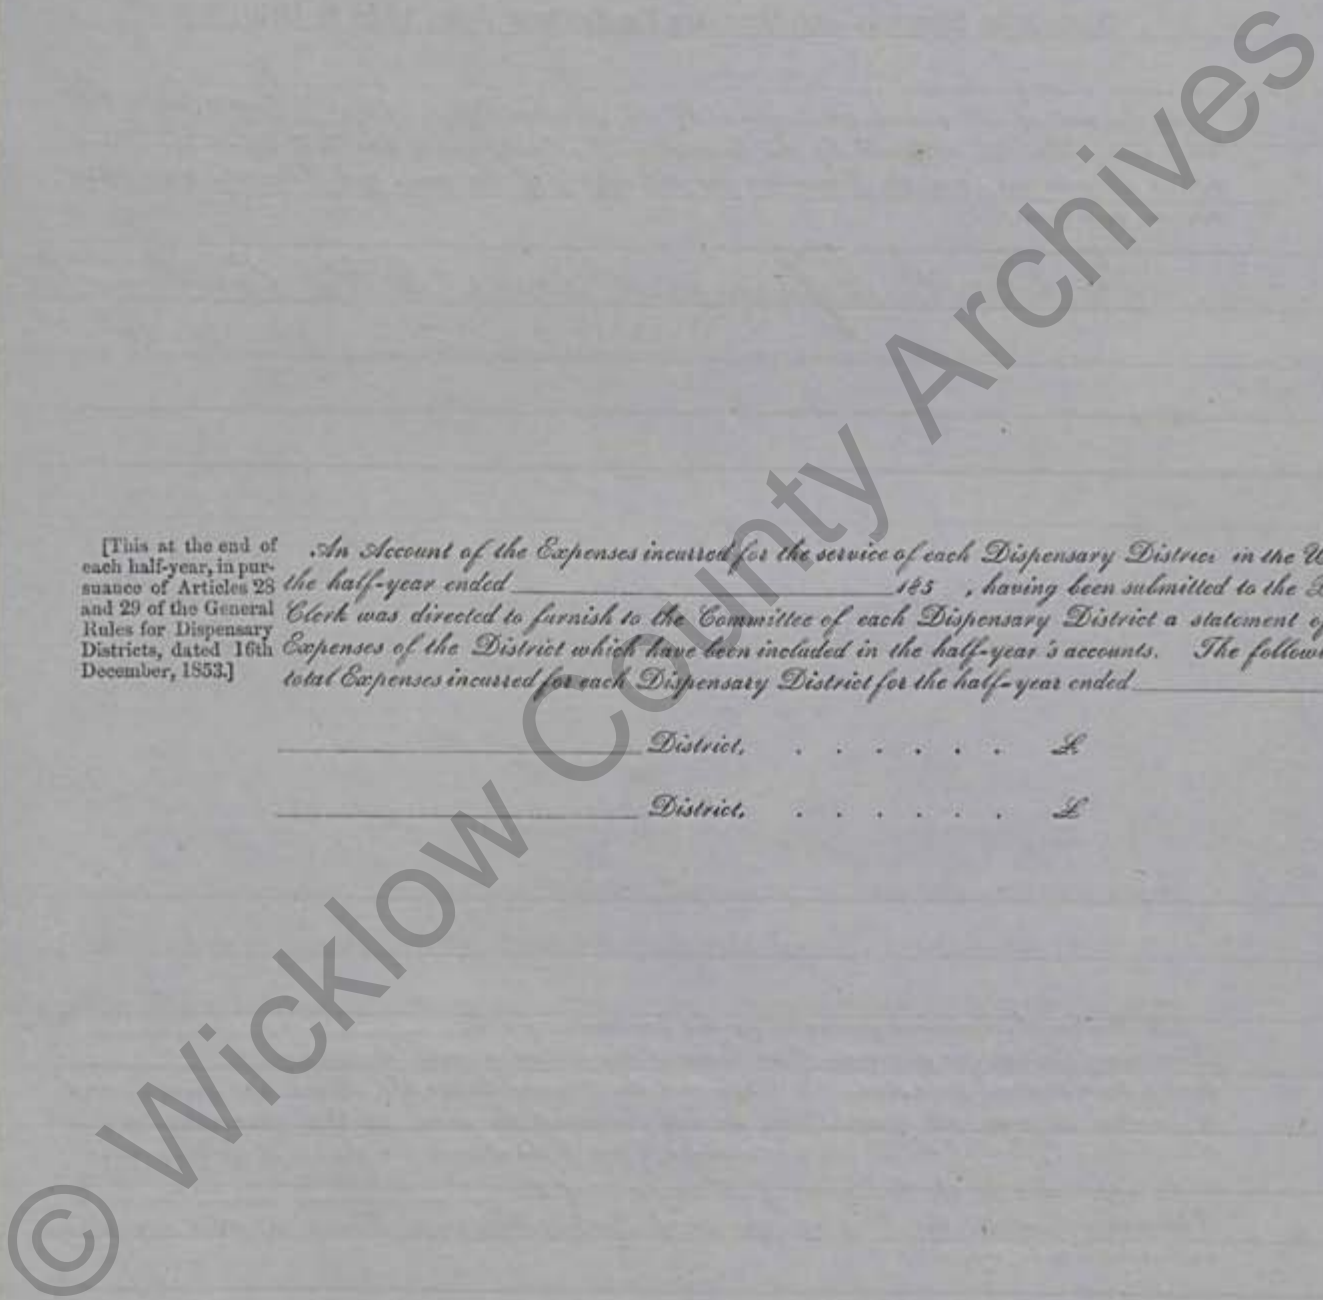 [This at the end of
each half-year, in pur-
suance of Articles 28
and 29 of the General
Rules for Dispensary
Districts, dated 16th
December, 1853.]
An Account of the Expenses incurred for the service of each Dispensary District in the U
the half-year ended 185 , having been submitted to the
Clerk was directed to furnish to the Committee of each Dispensary District a statement of
Expenses of the District which have been included in the half-year's accounts. The follow
total Expenses incurred for each Dispensary District for the half-year ended
District, . . . . . . £
District, . . . . . . £
© Wicklow County Archives